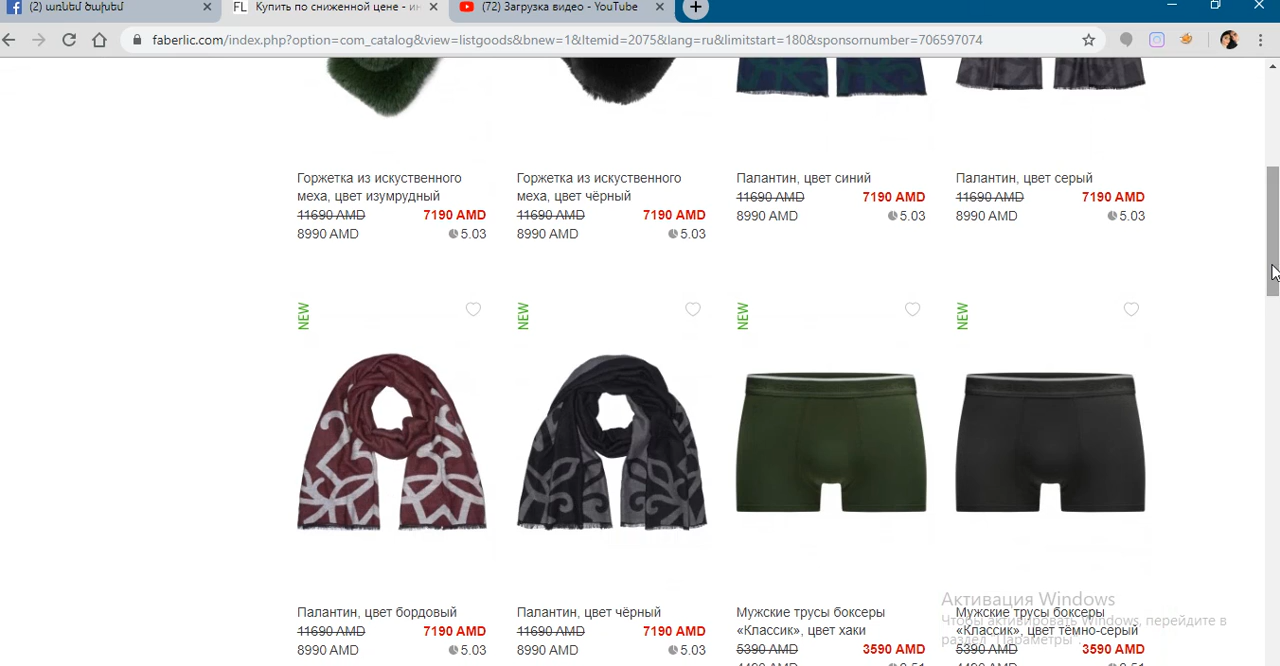 (2) առնեմ ծախեմ
FL Купить по сниженной цене - ин
(72) Загрузка видео - YouTube
faberlic.com/index.php?option=com_catalog&view=listgoods&bnew=1&Itemid=2075&lang=ru&limitstart=180&sponsornumber=706597074
Горжетка из искуственного
меха, цвет изумрудный
11690 AMD 7190 AMD
8990 AMD 5.03
Горжетка из искуственного
меха, цвет чёрный
11690 AMD 7190 AMD
8990 AMD 5.03
Палантин, цвет синий
11690 AMD 7190 AMD
8990 AMD 5.03
Палантин, цвет серый
11690 AMD 7190 AMD
8990 AMD 5.03
NEW
NEW
NEW
NEW
Палантин, цвет бордовый
11690 AMD 7190 AMD
AMD 5.03
Палантин, цвет чёрный
11690 AMD 7190 AMD
8990 AMD 5.03
Мужские трусы боксеры
«Классик», цвет хаки
5390 AMD 3590 AMD
Мужские трусы боксеры
«Классик», цвет тёмно-серый
5390 AMD 3590 AMD
Активация Windows
Чтобы активировать Windows, перейдите в
раздел "Параметры".